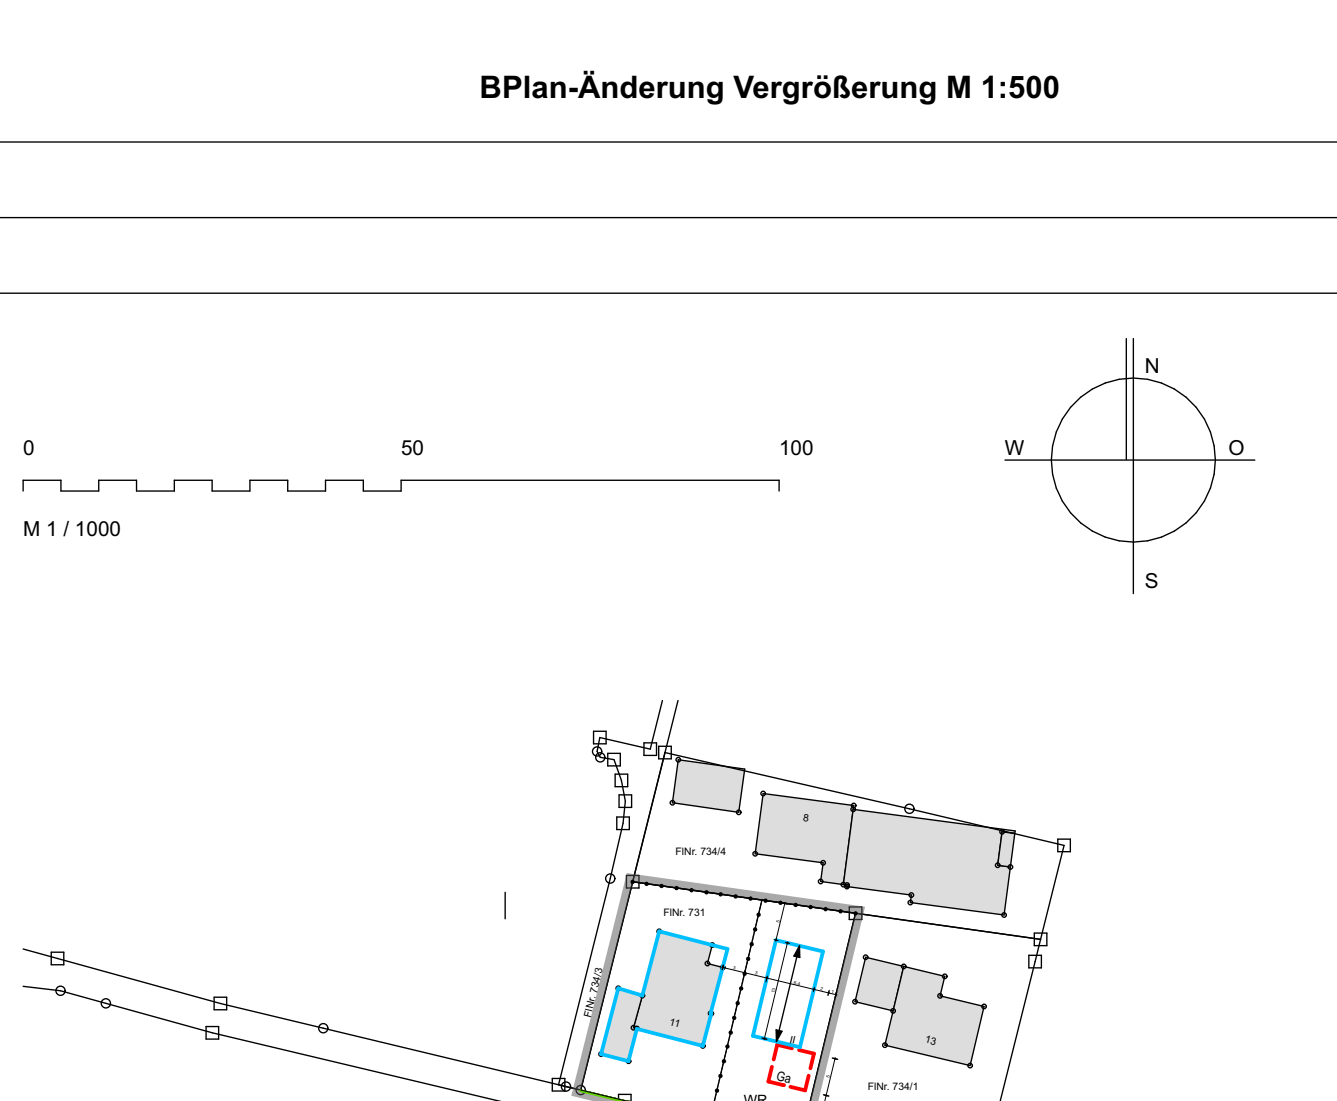 BPlan-Änderung Vergrößerung M 1:500
0 50 100
M 1 / 1000
N
W O
S
8
FlNr. 734/4
FlNr. 731
FlNr. 734/3
11
II
13
Ga
FlNr. 734/1
WR